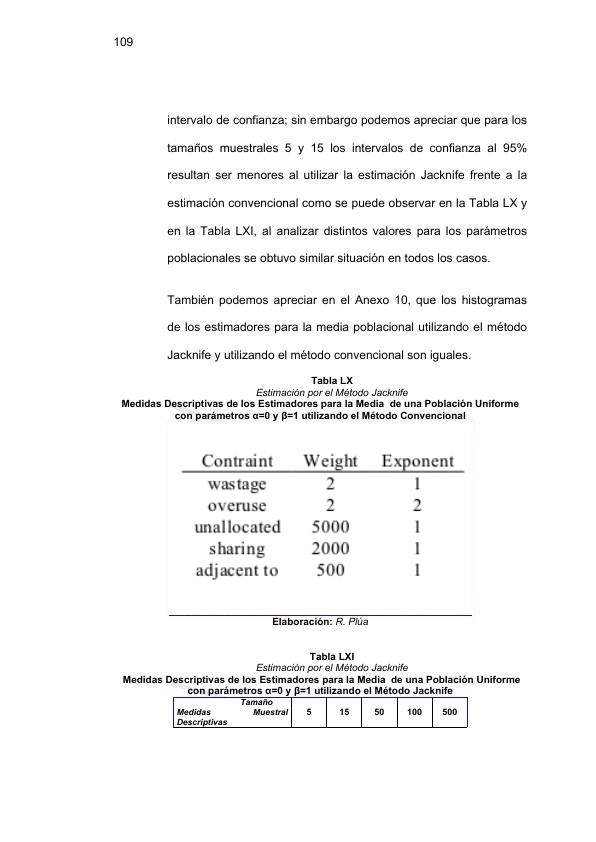 109
intervalo de confianza; sin embargo podemos apreciar que para los
tamaños muestrales 5 y 15 los intervalos de confianza al 95%
resultan ser menores al utilizar la estimación Jacknife frente a la
estimación convencional como se puede observar en la Tabla LX y
en la Tabla LXI, al analizar distintos valores para los parámetros
poblacionales se obtuvo similar situación en todos los casos.
También podemos apreciar en el Anexo 10, que los histogramas
de los estimadores para la media poblacional utilizando el método
Jacknife y utilizando el método convencional son iguales.
Tabla LX
Estimación por el Método Jacknife
Medidas Descriptivas de los Estimadores para la Media de una Población Uniforme
con parámetros α=0 y β=1 utilizando el Método Convencional
Contraint Weight Exponent
wastage 2 1
overuse 2 2
unallocated 5000 1
sharing 2000 1
adjacent to 500 1
Elaboración: R. Plúa
Tabla LXI
Estimación por el Método Jacknife
Medidas Descriptivas de los Estimadores para la Media de una Población Uniforme
con parámetros α=0 y β=1 utilizando el Método Jacknife
Tamaño
Medidas Muestral 5 15 50 100 500
Descriptivas